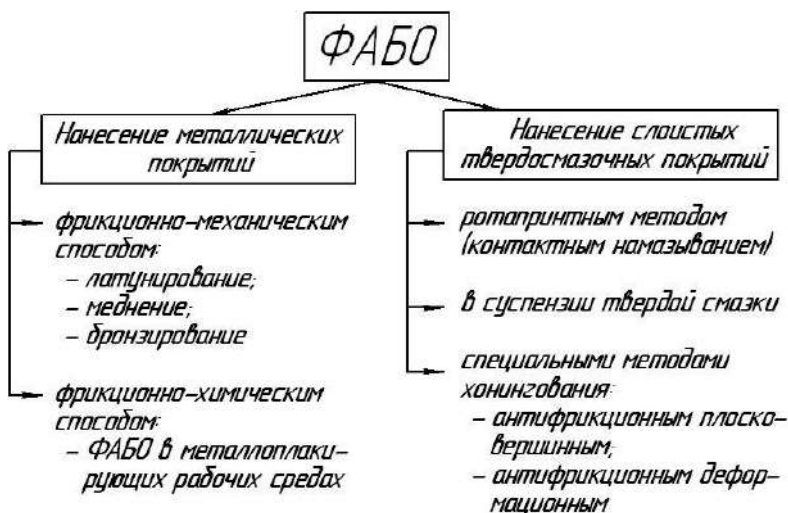 ФАБО
Нанесение металлических
покрытий
фрикционно-механическим
способом:
- латунирование;
- меднение;
- бронзирование
фрикционно-химическим
способом:
- ФАБО в металлоплаки-
рующих рабочих средах
Нанесение слоистых
твердосмазочных покрытий
ротапринтным методом
(контактным намазыванием)
в суспензии твердой смазки
специальными методами
хонингования:
- антифрикционным плоско-
вершинным;
- антифрикционным дефор-
мационным